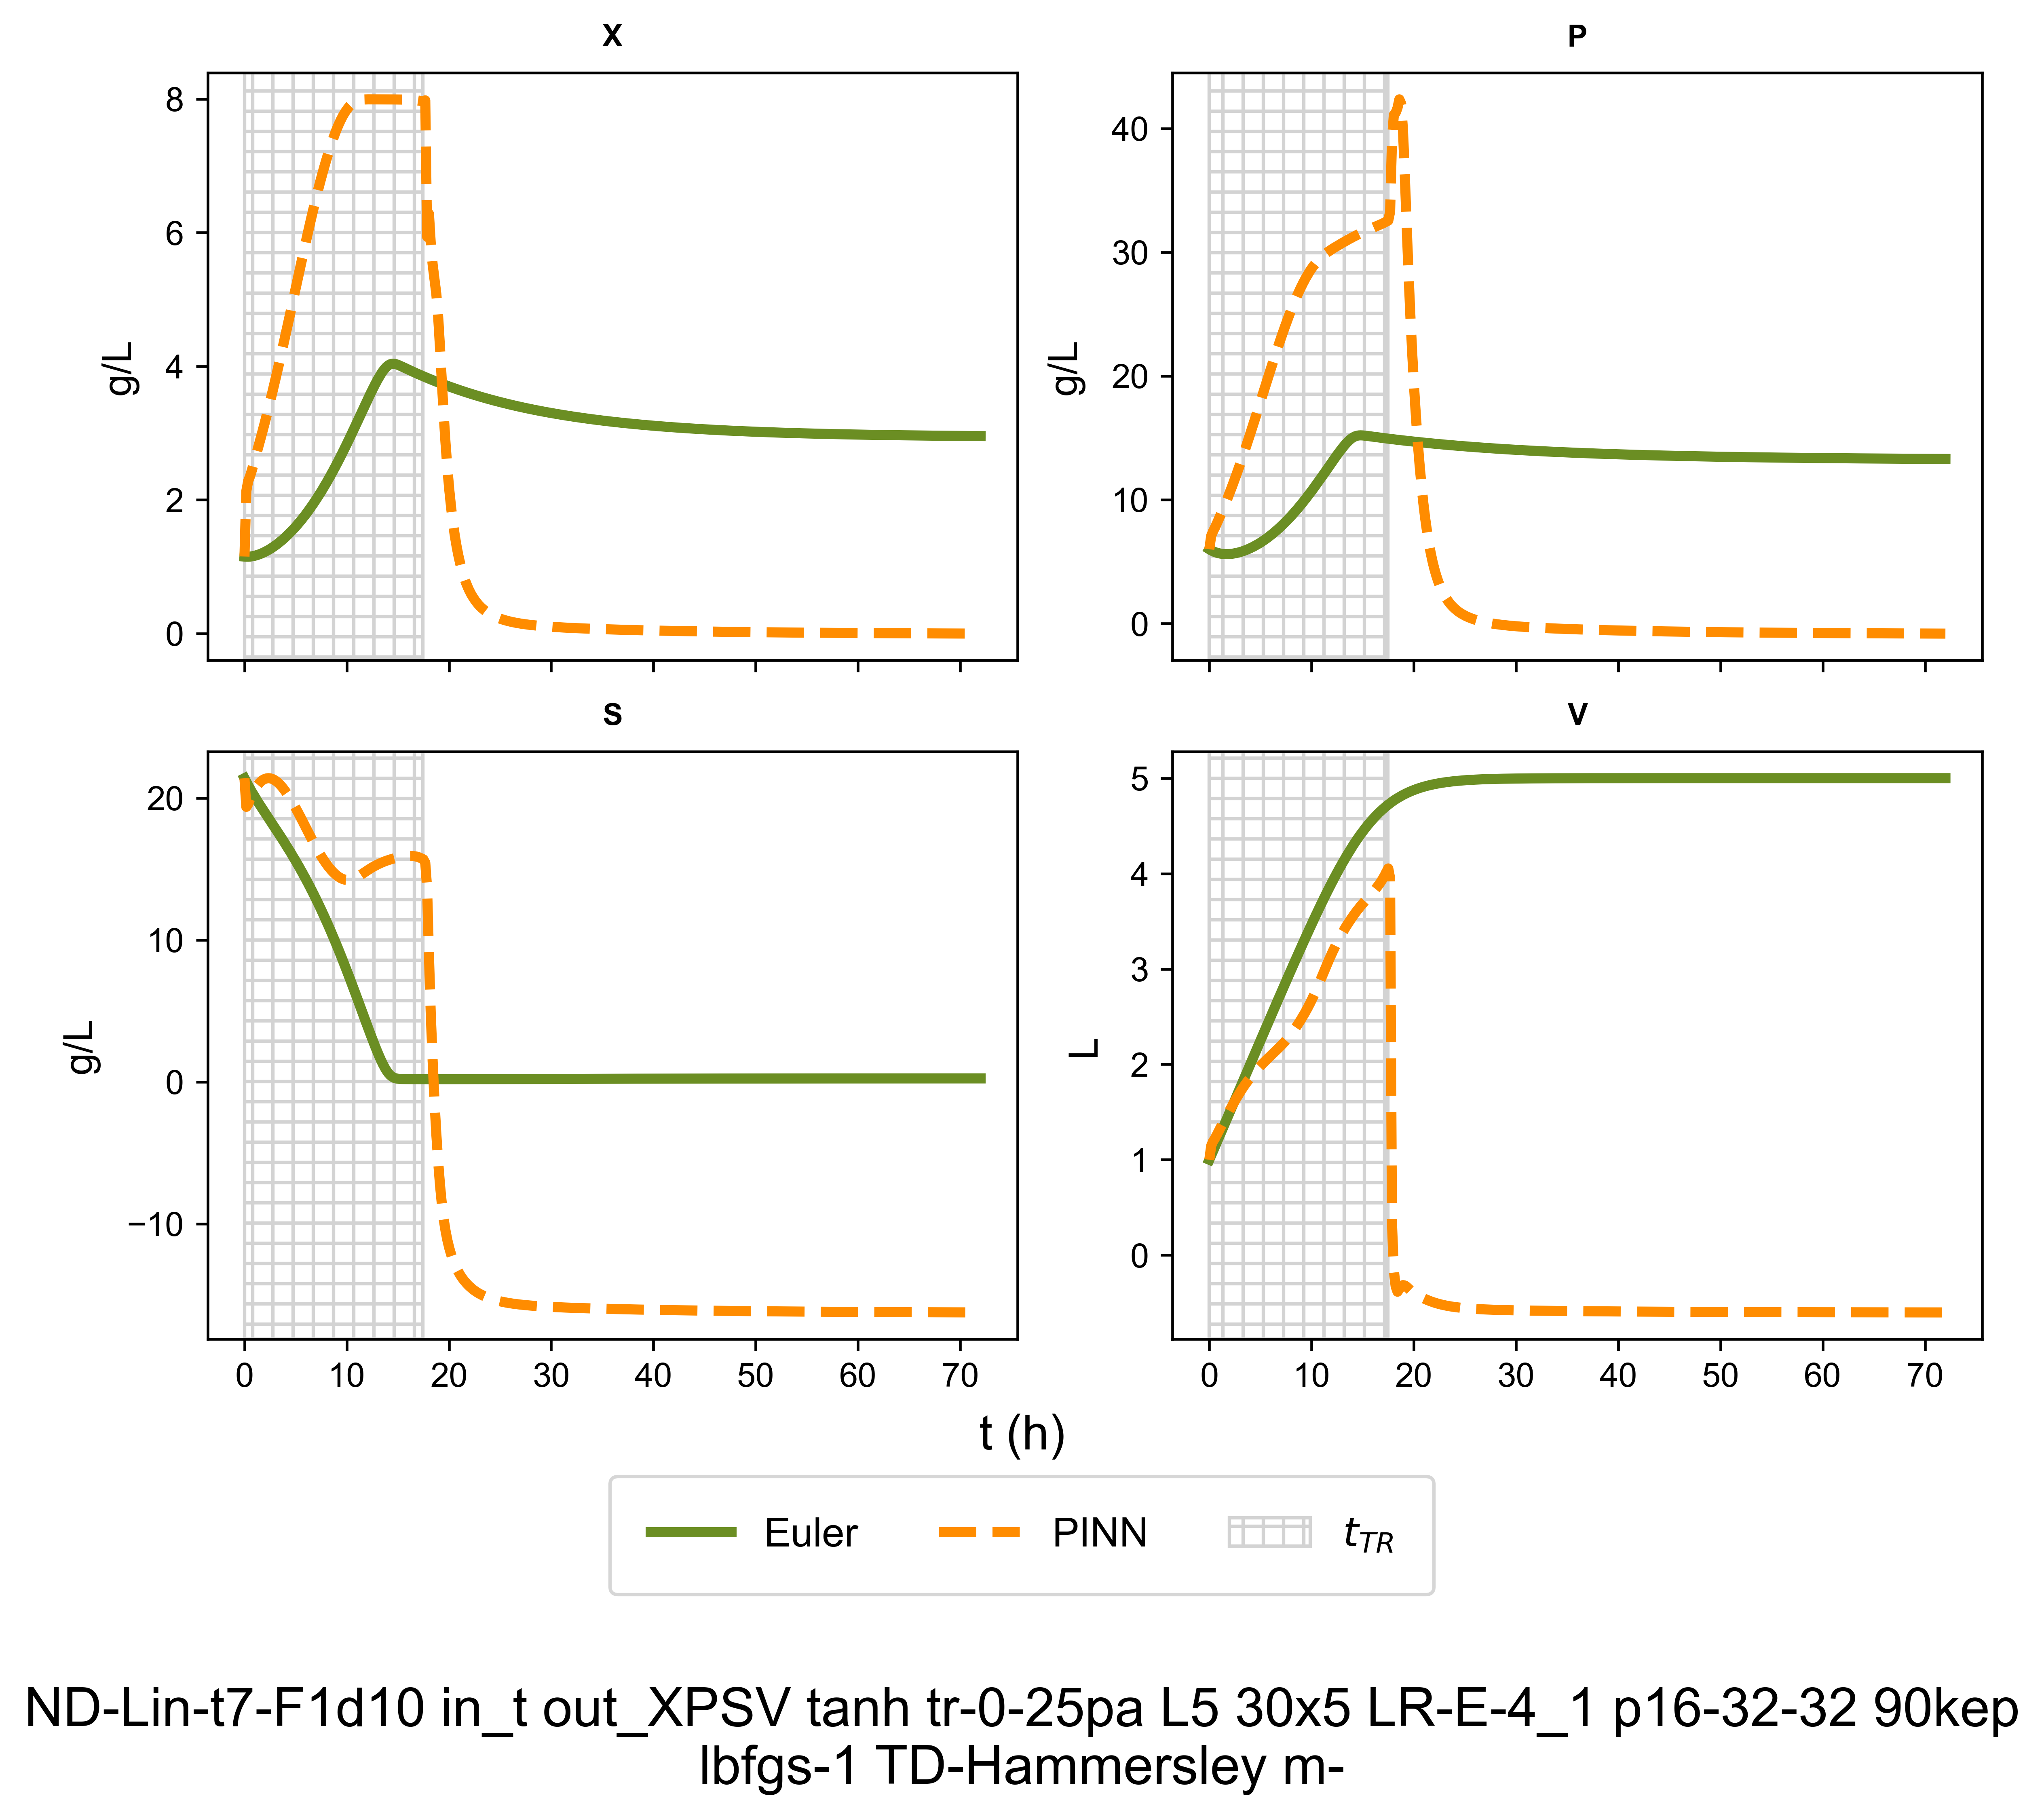 X
P
8
6
4
2
0
g/L
40
30
20
10
0
g/L
S
V
20
10
0
−10
g/L
5
4
3
2
1
0
L
0 10 20 30 40 50 60 70
0 10 20 30 40 50 60 70
t (h)
Euler PINN t_TR
ND-Lin-t7-F1d10 in_t out_XPSV tanh tr-0-25pa L5 30x5 LR-E-4_1 p16-32-32 90kep
lbfgs-1 TD-Hammersley m-